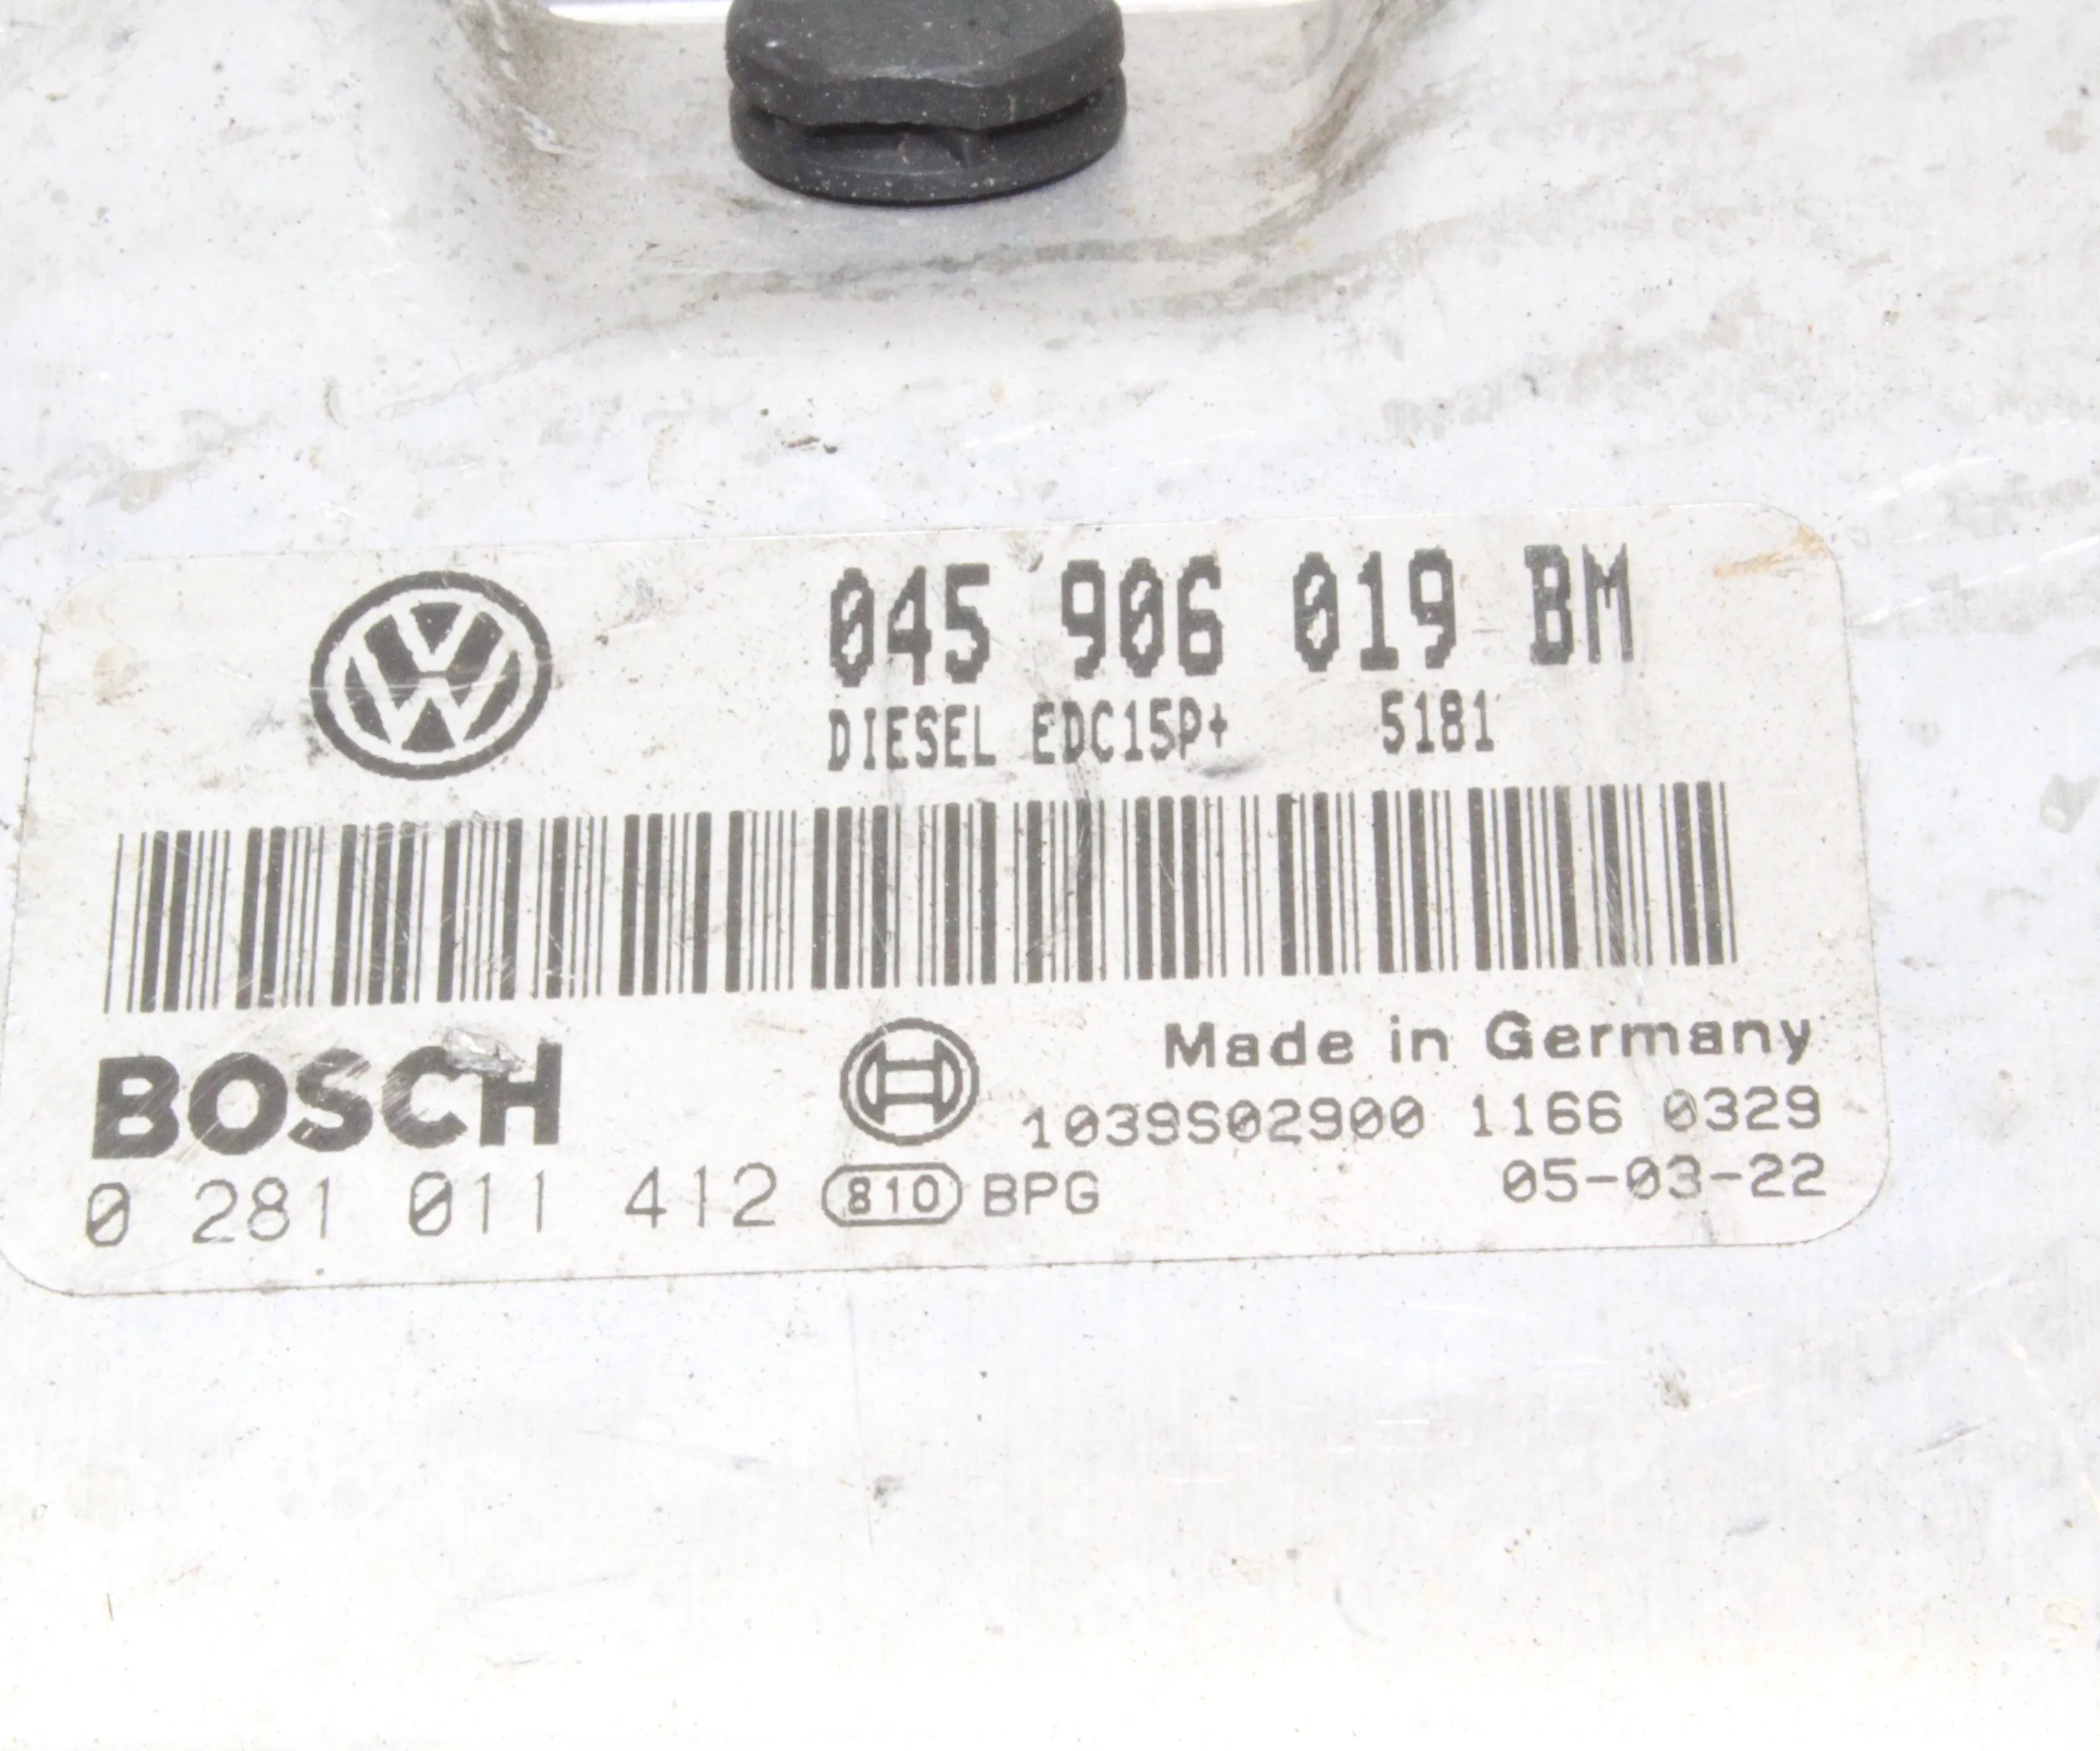 045 906 019 BM
DIESEL EDC15P+ 5181
BOSCH
Made in Germany
1039S02900 1166 0329
0 281 011 412 810 BPG 05-03-22